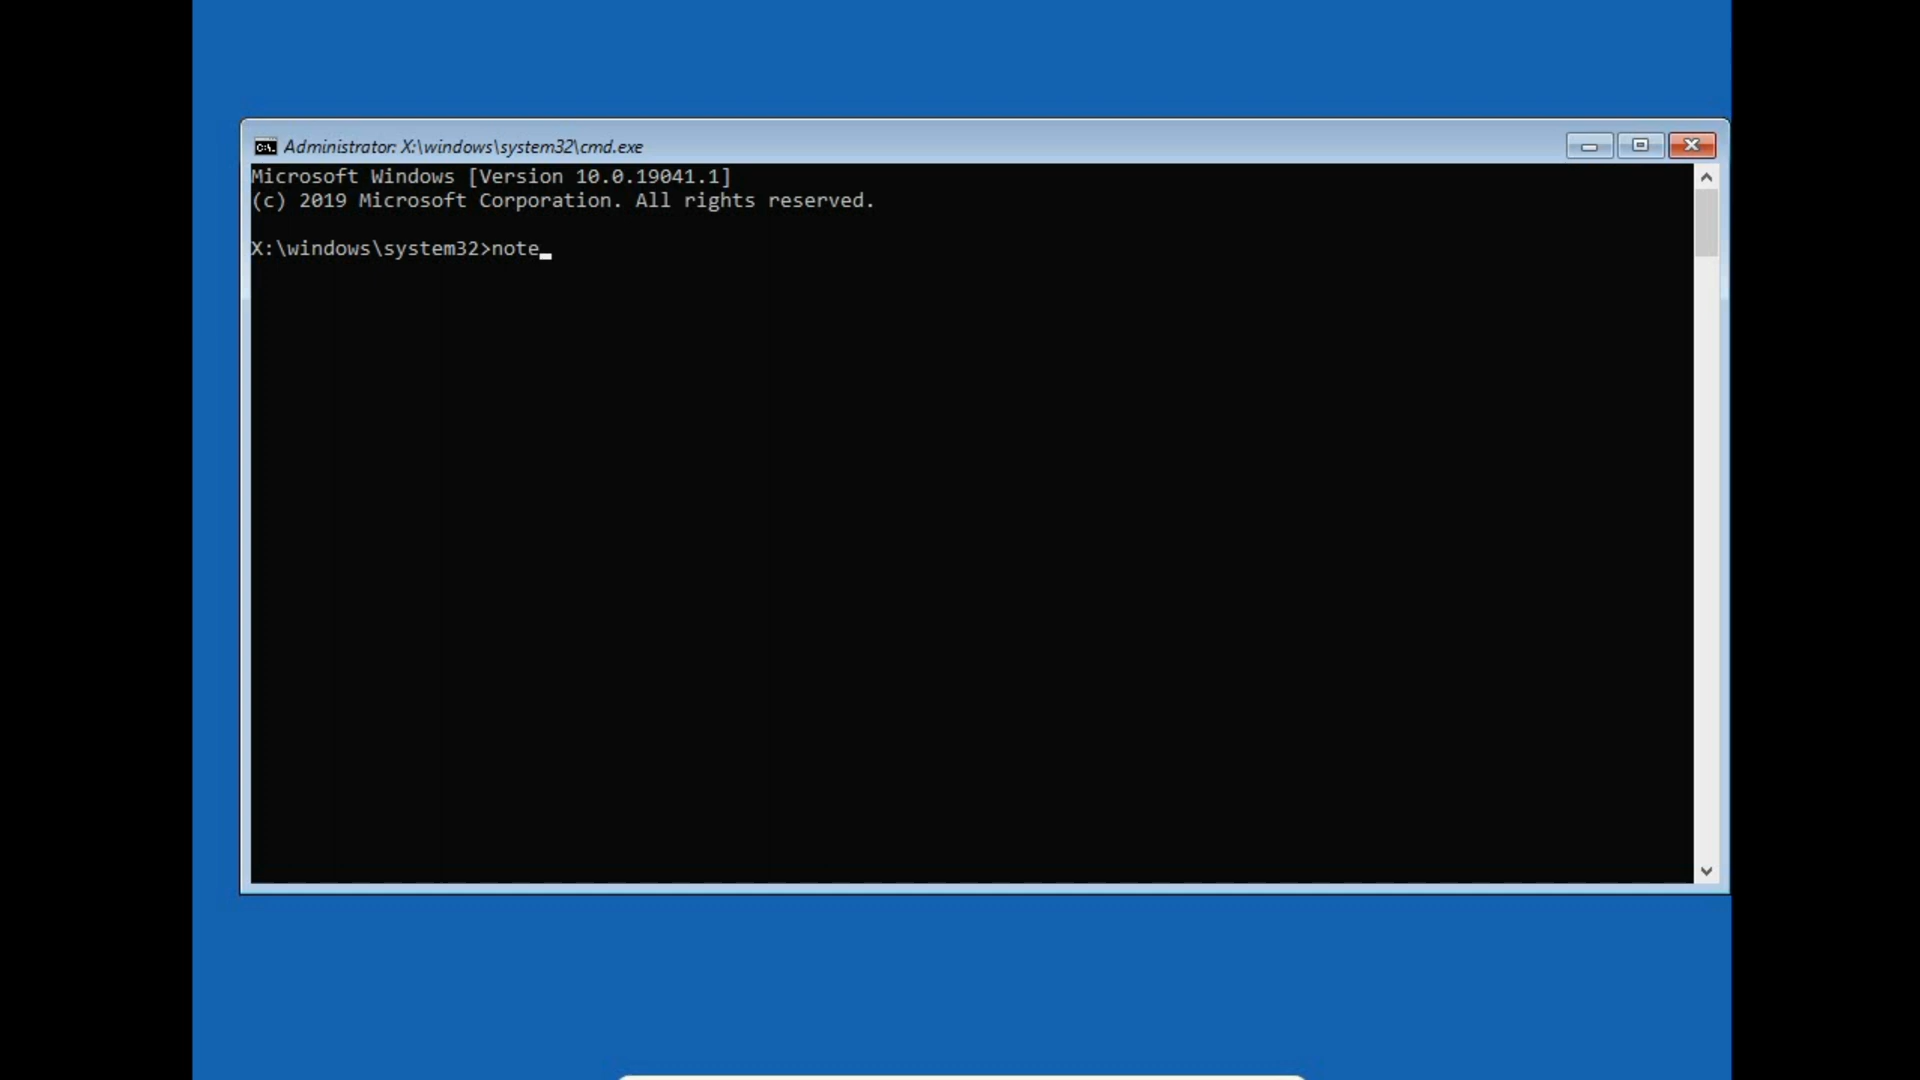 Administrator: X:\windows\system32\cmd.exe
Microsoft Windows [Version 10.0.19041.1]
(c) 2019 Microsoft Corporation. All rights reserved.
X:\windows\system32>note